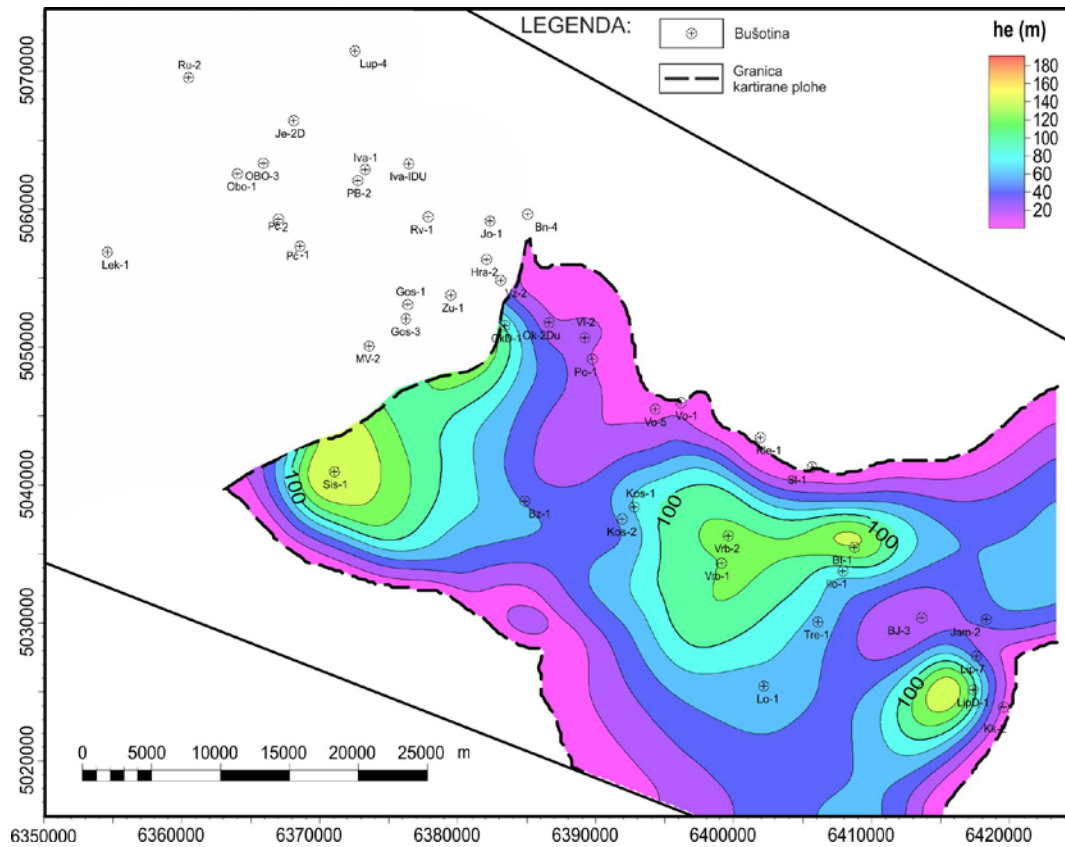 LEGENDA:
Bušotina
Granica
kartirane plohe
he (m)
180
160
140
120
100
80
60
40
20
5070000
5060000
5050000
5040000
5030000
5020000
Ru-2
Lup-4
Je-2D
Iva-1
OBO-3
Iva-IDU
Obo-1
PB-2
Pc-2
Rv-1
Jo-1
Bn-4
Pc-1
Lek-1
Hra-2
Vz-2
Gos-1
Zu-1
Gos-3
OkD-1
Ok-2Du
Vl-2
MV-2
Po-1
Vo-5
Vo-1
Sl-1
100
Sis-1
Bz-1
Kos-1
Kos-2
100
100
Vrb-2
Bt-1
Vrb-1
Tre-1
BJ-3
Jam-2
Lip-7
100
LipD-1
Lo-1
0
5000
10000
15000
20000
25000
m
6350000
6360000
6370000
6380000
6390000
6400000
6410000
6420000